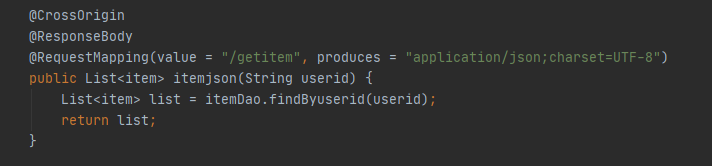 @CrossOrigin
@ResponseBody
@RequestMapping(value = "/getitem", produces = "application/json;charset=UTF-8")
public List<item> itemjson(String userid) {
    List<item> list = itemDao.findByuserid(userid);
    return list;
}